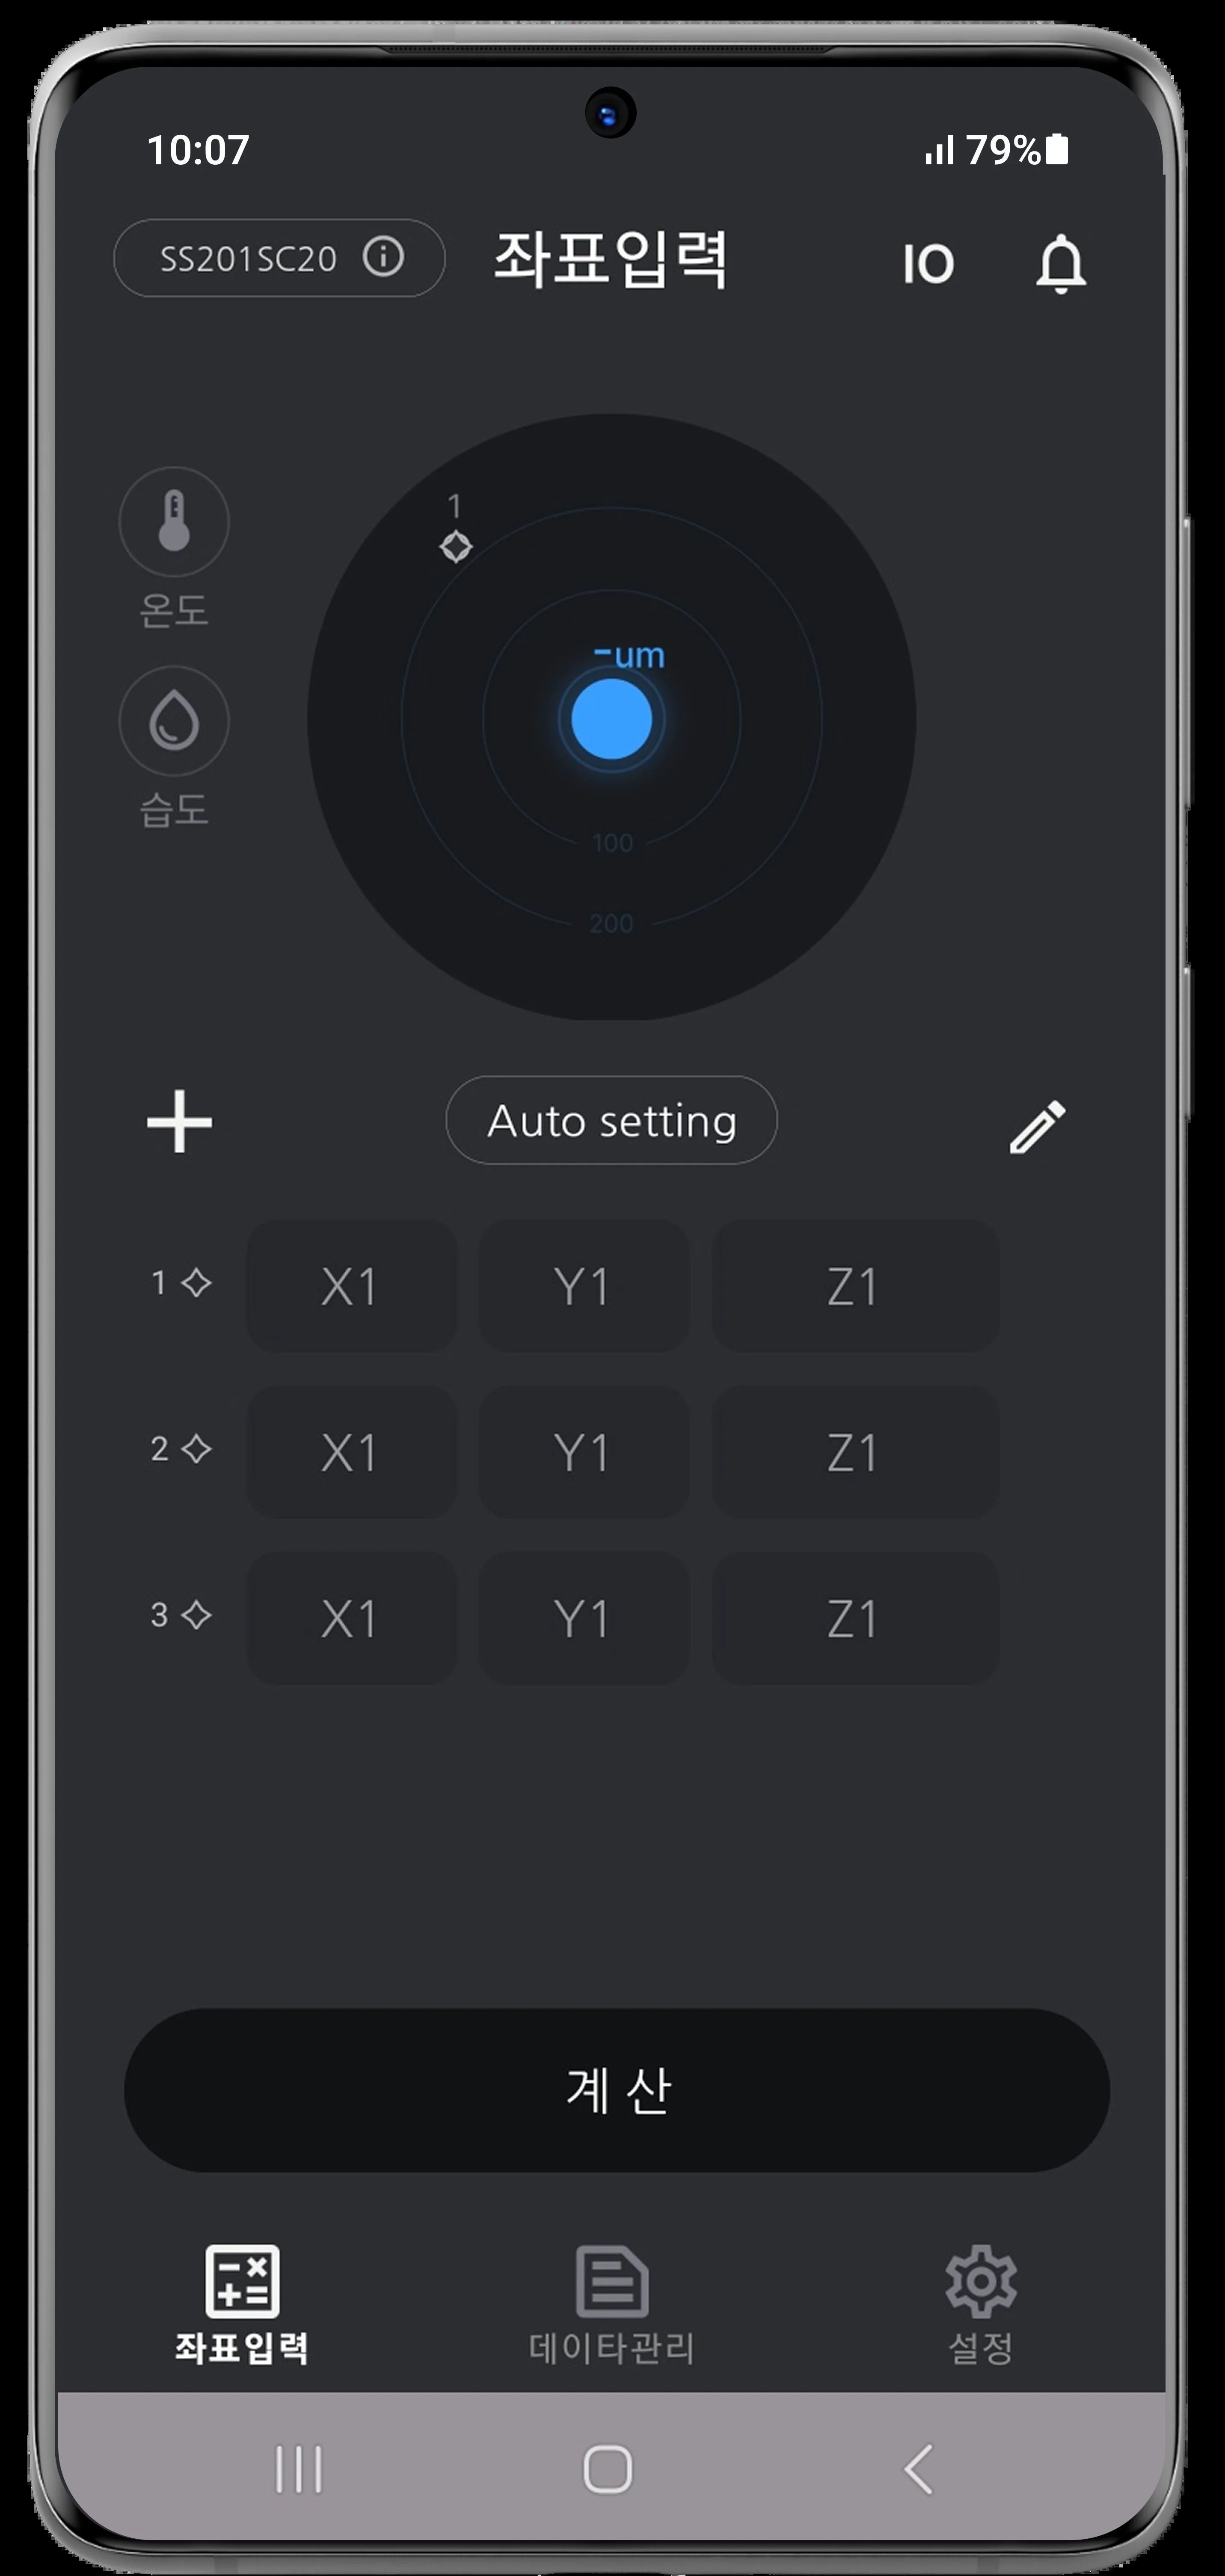 10:07 79%
SS201SC20 좌표입력 IO
1
온도
-um
습도
100
200
Auto setting
1 X1 Y1 Z1
2 X1 Y1 Z1
3 X1 Y1 Z1
계 산
좌표입력 데이타관리 설정